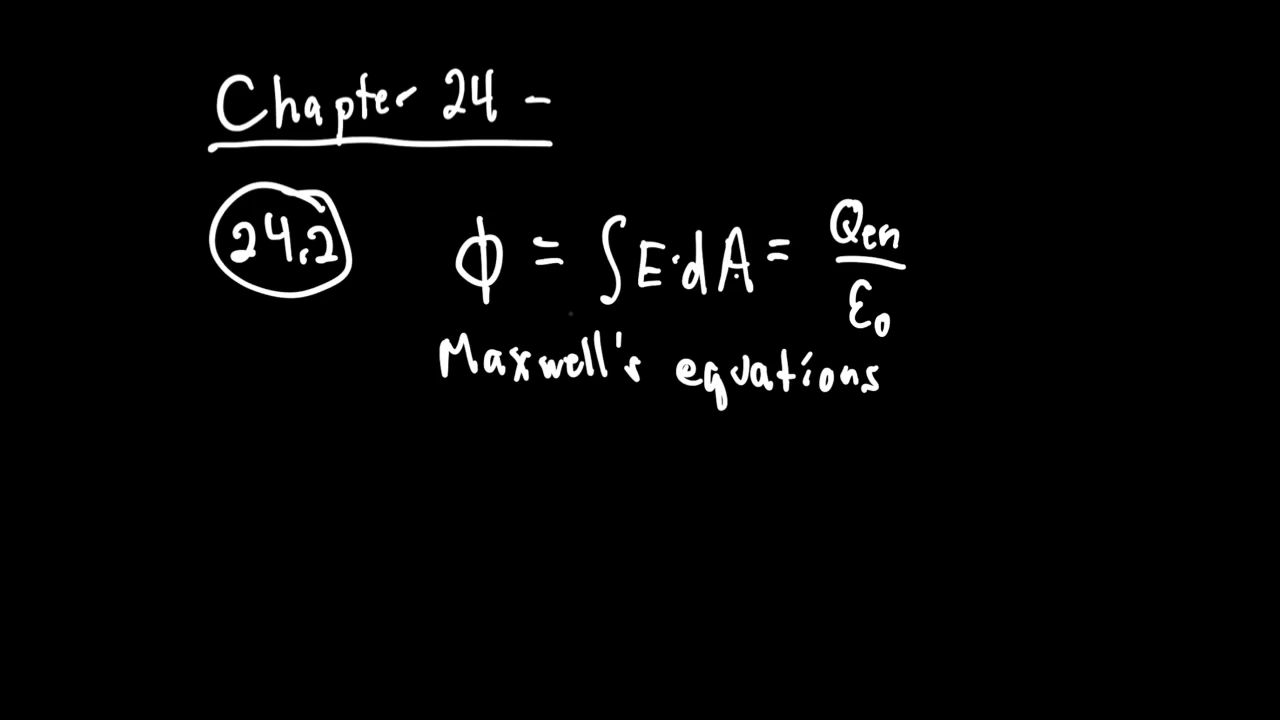 Chapter 24 -
24.2 ϕ = ∫E·dA = Qen/ε₀
Maxwell's equations